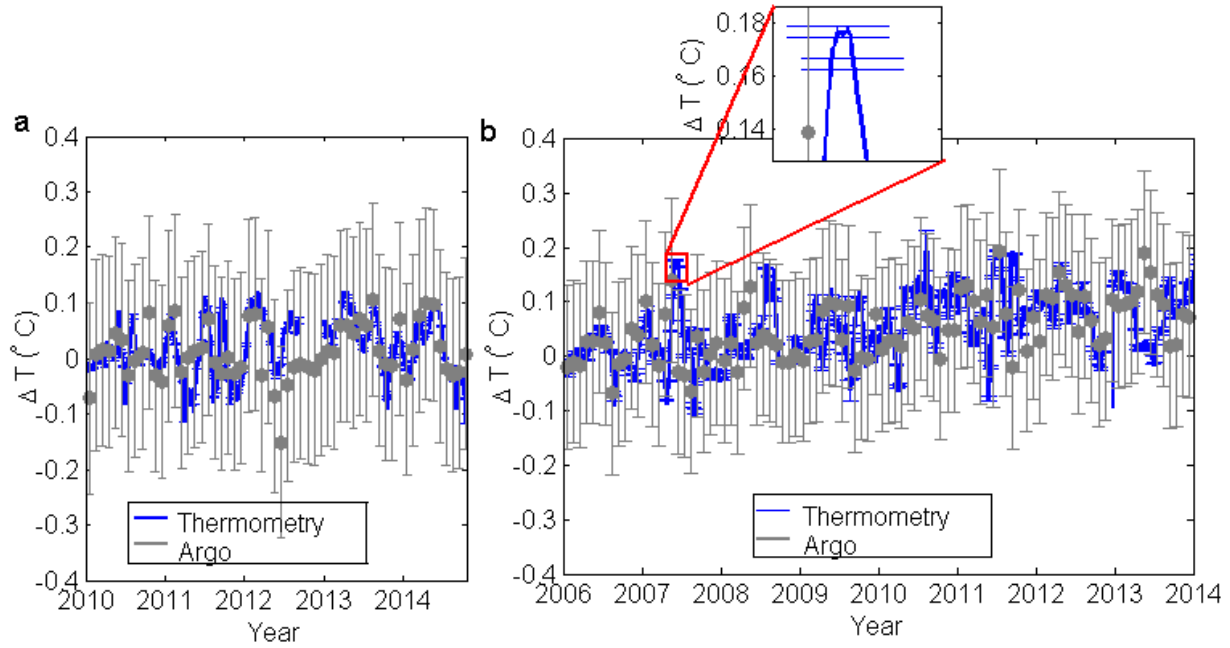 a
0.4
0.3
0.2
0.1
0
-0.1
-0.2
-0.3
-0.4
Δ T (° C)
2010 2011 2012 2013 2014
Year
Thermometry
Argo
b
0.4
0.3
0.2
0.1
0
-0.1
-0.2
-0.3
-0.4
Δ T (° C)
2006 2007 2008 2009 2010 2011 2012 2013 2014
Year
Thermometry
Argo
0.18
0.16
0.14
Δ T (° C)